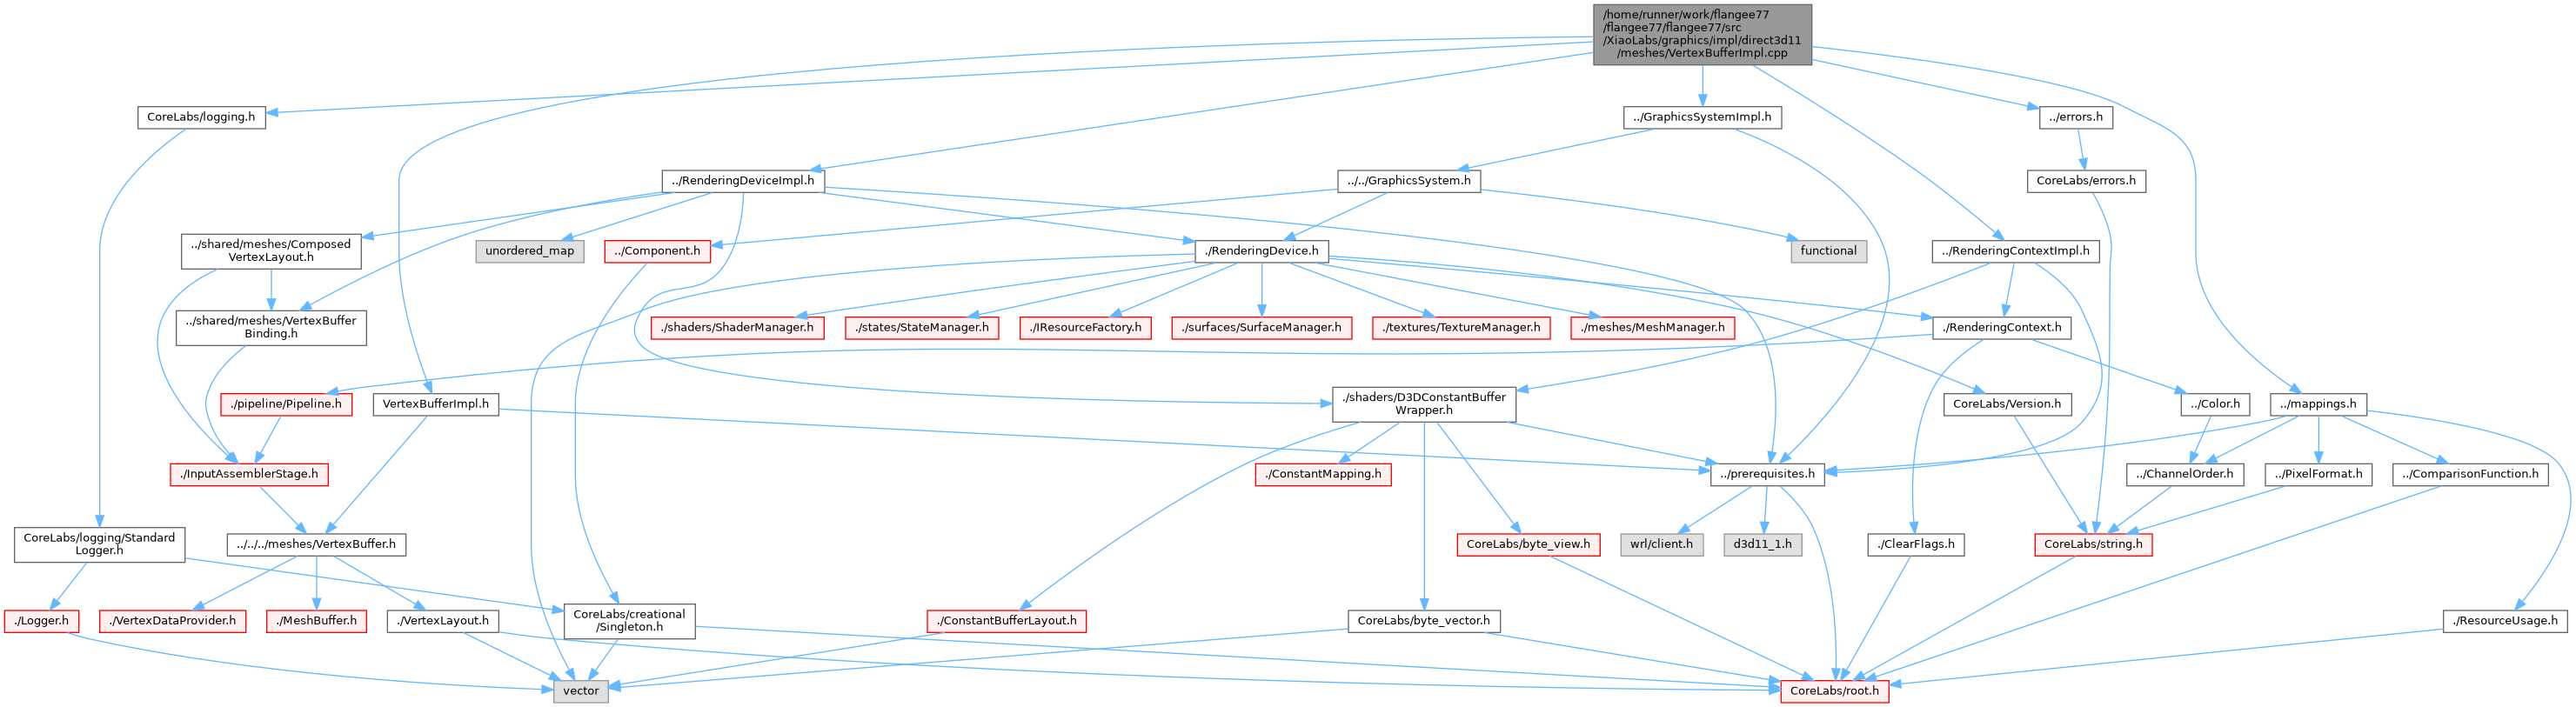 /home/runner/work/flangee77
/flangee77/flangee77/src
/XiaoLabs/graphics/impl/direct3d11
/meshes/VertexBufferImpl.cpp
CoreLabs/logging.h
../GraphicsSystemImpl.h
../errors.h
../RenderingDeviceImpl.h
../../GraphicsSystem.h
CoreLabs/errors.h
../shared/meshes/Composed
VertexLayout.h
unordered_map
../Component.h
./RenderingDevice.h
functional
../RenderingContextImpl.h
../shared/meshes/VertexBuffer
Binding.h
./shaders/ShaderManager.h
./states/StateManager.h
./IResourceFactory.h
./surfaces/SurfaceManager.h
./textures/TextureManager.h
./meshes/MeshManager.h
./RenderingContext.h
./pipeline/Pipeline.h
VertexBufferImpl.h
./shaders/D3DConstantBuffer
Wrapper.h
CoreLabs/Version.h
../Color.h
../mappings.h
./InputAssemblerStage.h
./ConstantMapping.h
../prerequisites.h
../ChannelOrder.h
../PixelFormat.h
../ComparisonFunction.h
CoreLabs/logging/Standard
Logger.h
../../../meshes/VertexBuffer.h
CoreLabs/byte_view.h
wrl/client.h
d3d11_1.h
./ClearFlags.h
CoreLabs/string.h
./Logger.h
./VertexDataProvider.h
./MeshBuffer.h
./VertexLayout.h
CoreLabs/creational
/Singleton.h
./ConstantBufferLayout.h
CoreLabs/byte_vector.h
./ResourceUsage.h
vector
CoreLabs/root.h